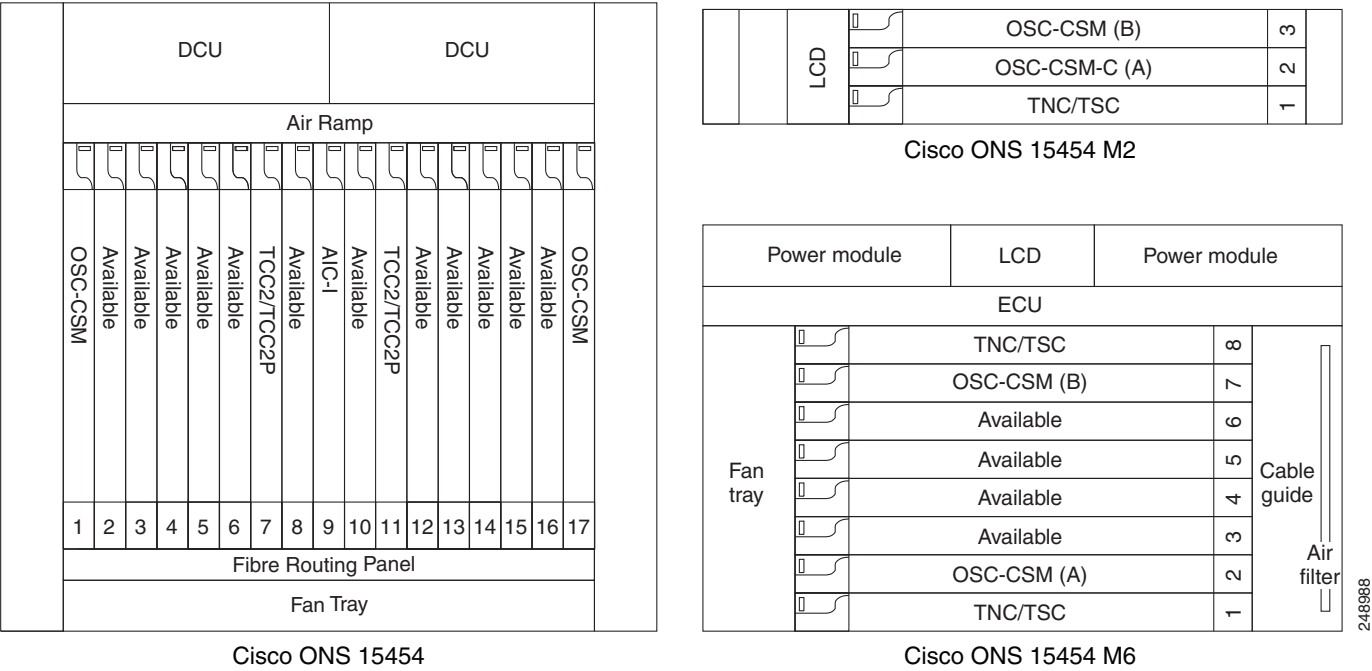 DCU
DCU
Air Ramp
OSC-CSM
Available
Available
Available
Available
Available
TCC2/TCC2P
Available
AIC-I
Available
TCC2/TCC2P
Available
Available
Available
Available
Available
OSC-CSM
1 2 3 4 5 6 7 8 9 10 11 12 13 14 15 16 17
Fibre Routing Panel
Fan Tray
Cisco ONS 15454
LCD
OSC-CSM (B) 3
OSC-CSM-C (A) 2
TNC/TSC 1
Cisco ONS 15454 M2
Power module
LCD
Power module
ECU
Fan
tray
TNC/TSC 8
OSC-CSM (B) 7
Available 6
Available 5
Available 4
Available 3
OSC-CSM (A) 2
TNC/TSC 1
Cable
guide
Air
filter
Cisco ONS 15454 M6
248988